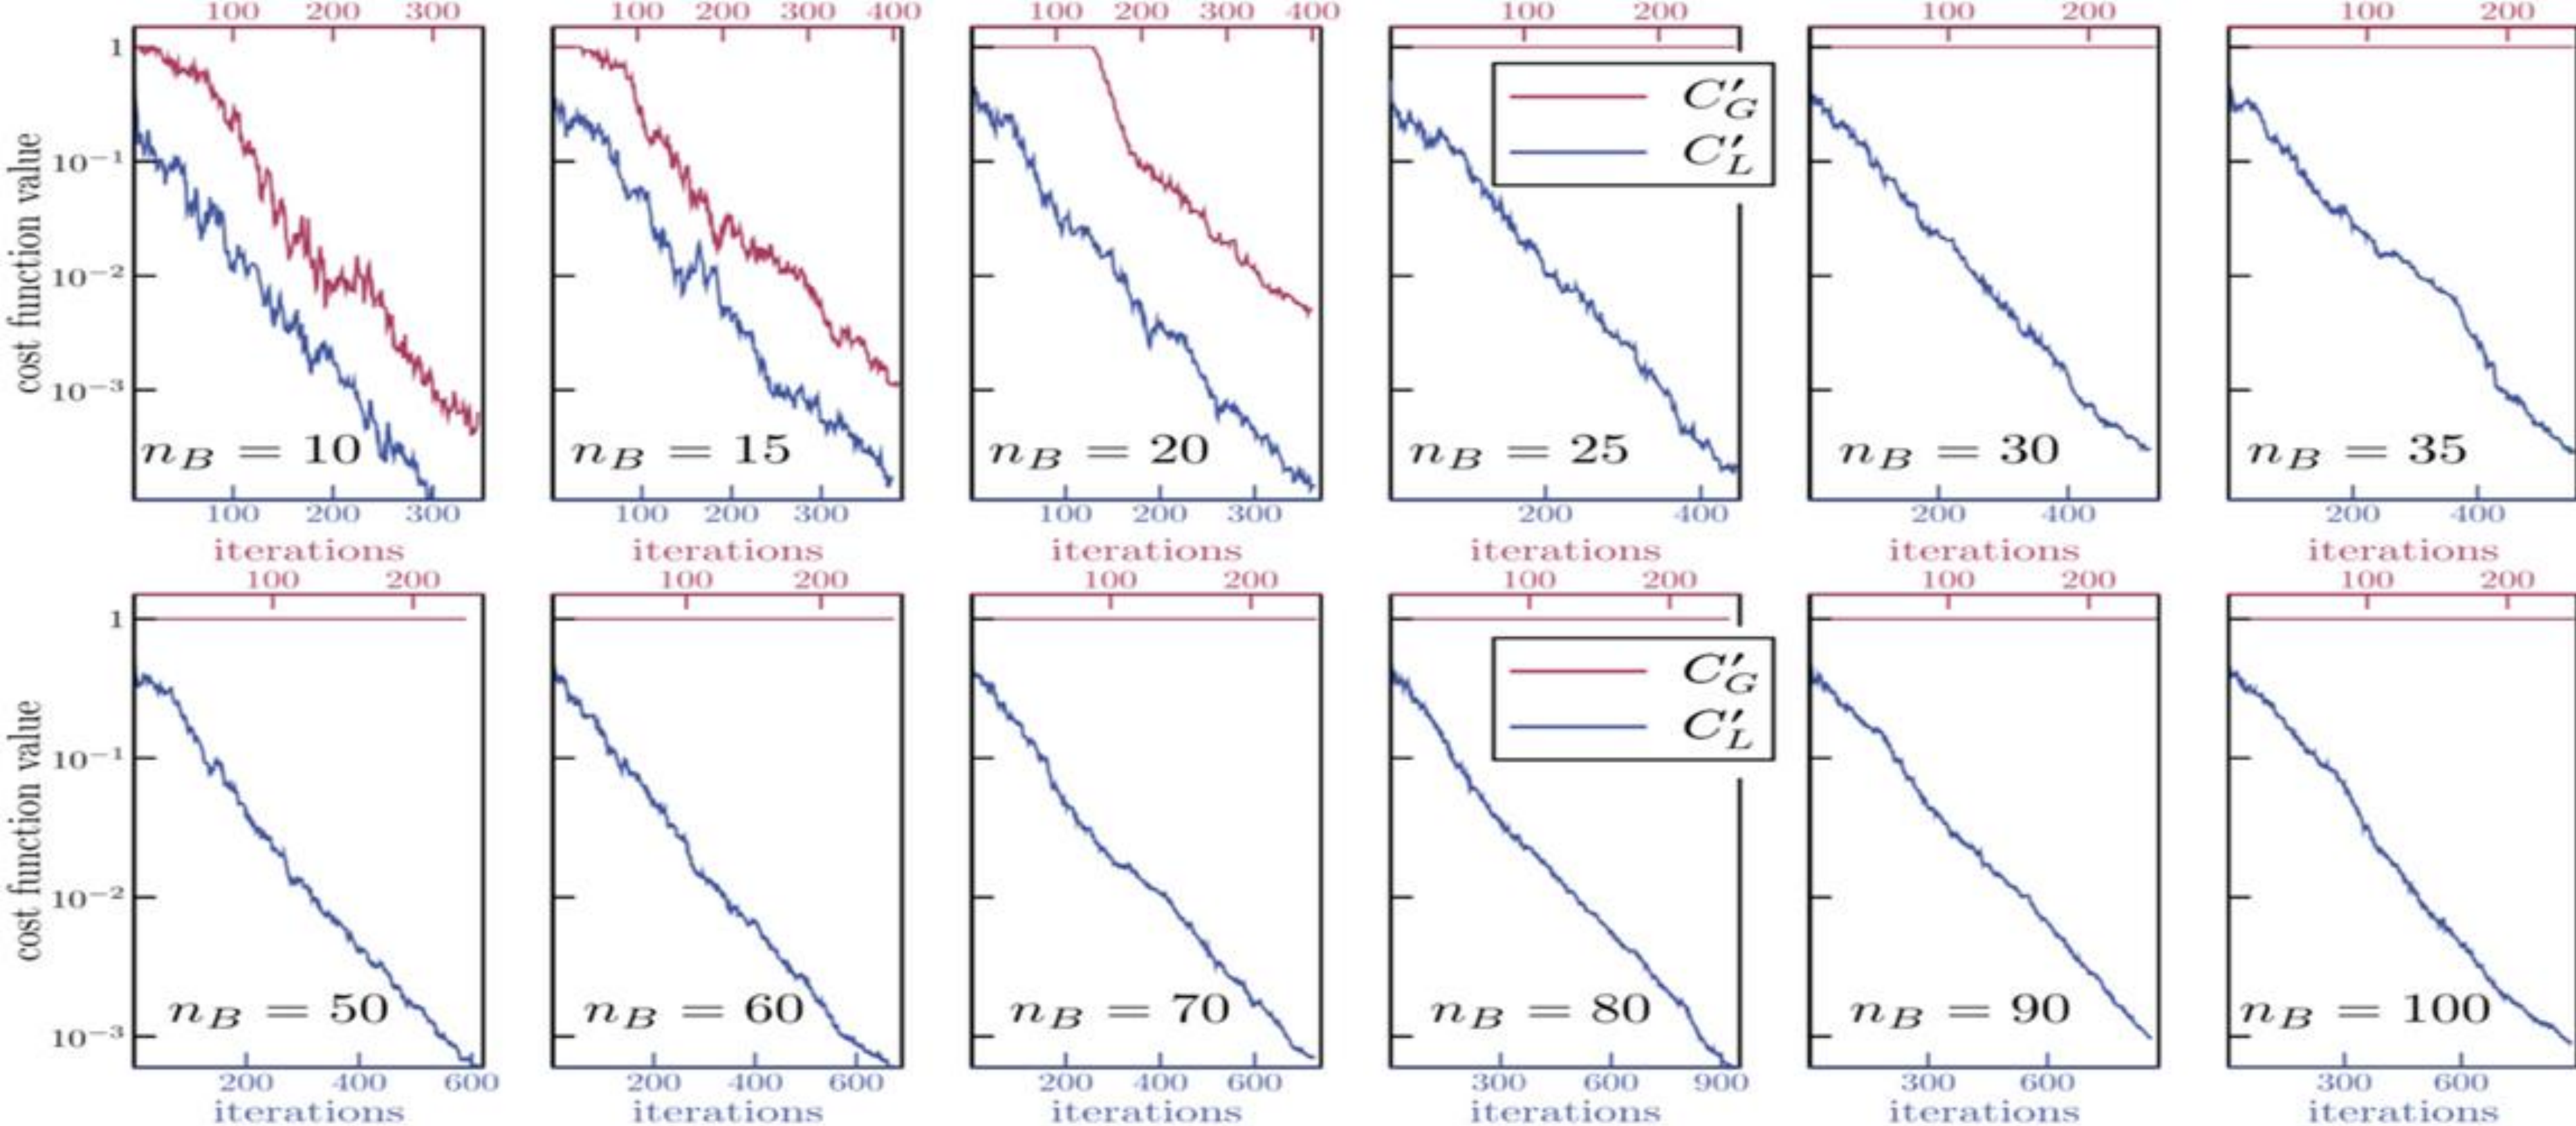 100 200 300
100 200 300 400
100 200 300 400
100 200
100 200
100 200
cost function value
1
10⁻¹
10⁻²
10⁻³
C′_G
C′_L
n_B = 10
n_B = 15
n_B = 20
n_B = 25
n_B = 30
n_B = 35
100 200 300
100 200 300
100 200 300
200 400
200 400
200 400
iterations
iterations
iterations
iterations
iterations
iterations
100 200
100 200
100 200
100 200
100 200
100 200
cost function value
1
10⁻¹
10⁻²
10⁻³
C′_G
C′_L
n_B = 50
n_B = 60
n_B = 70
n_B = 80
n_B = 90
n_B = 100
200 400 600
200 400 600
200 400 600
300 600 900
300 600
300 600
iterations
iterations
iterations
iterations
iterations
iterations